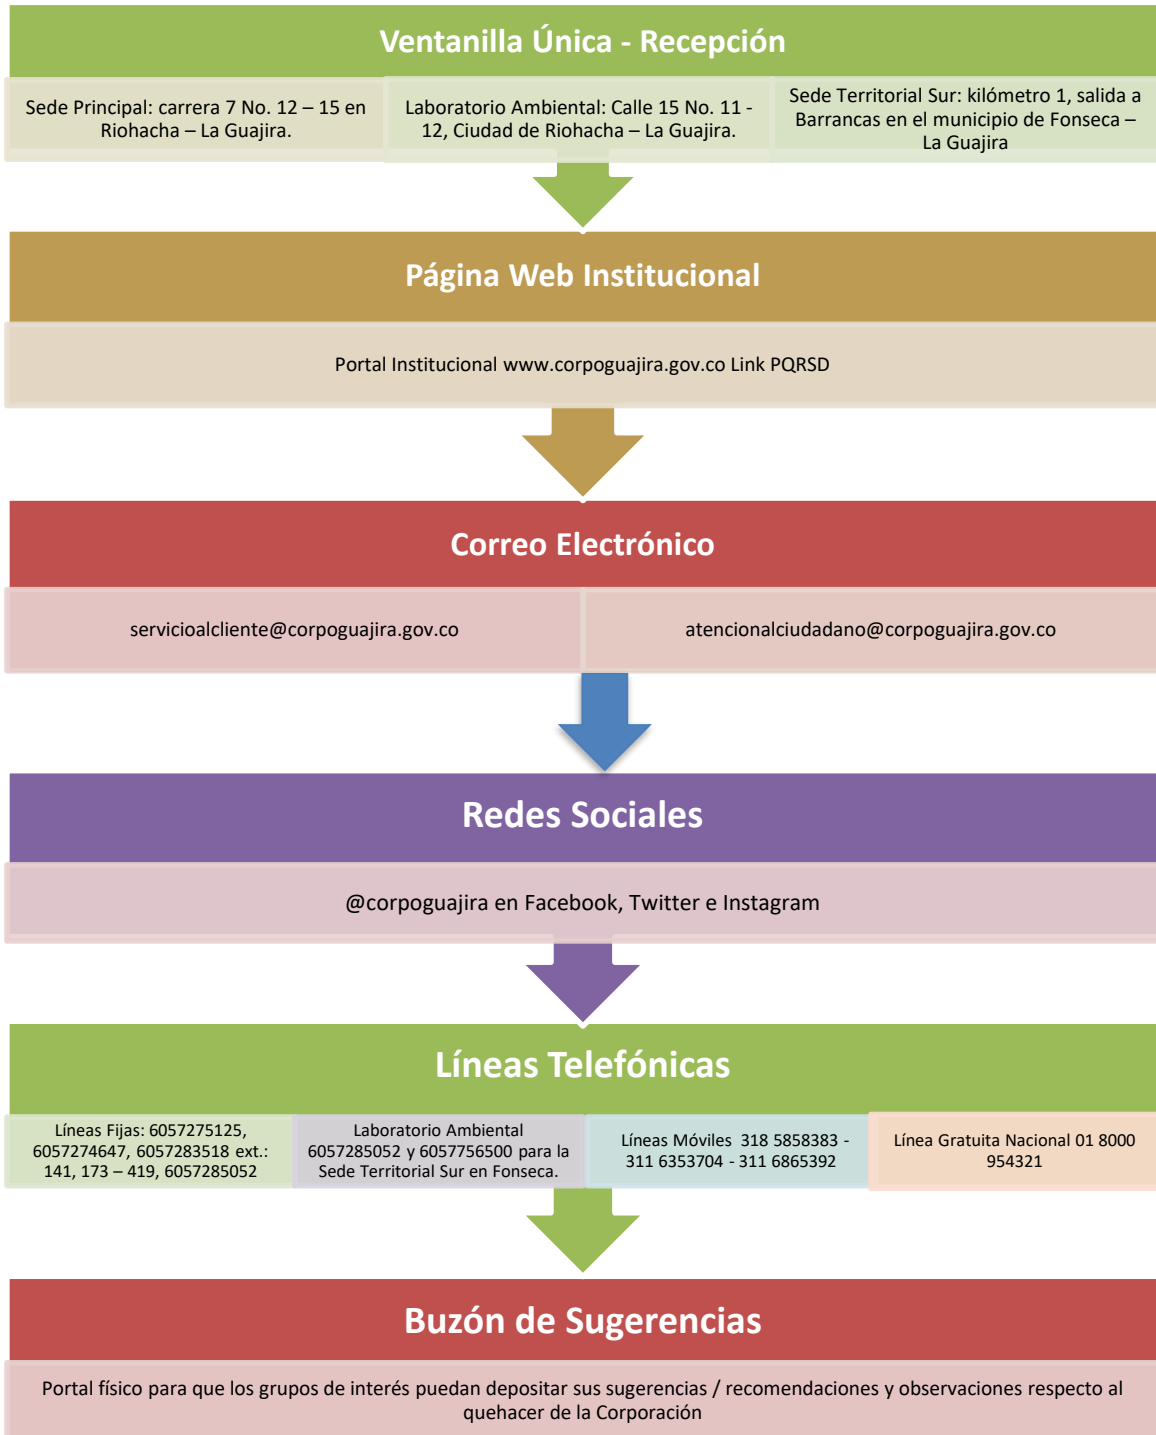 Ventanilla Única - Recepción
Sede Principal: carrera 7 No. 12 – 15 en
Riohacha – La Guajira.
Laboratorio Ambiental: Calle 15 No. 11 -
12, Ciudad de Riohacha – La Guajira.
Sede Territorial Sur: kilómetro 1, salida a
Barrancas en el municipio de Fonseca –
La Guajira
Página Web Institucional
Portal Institucional www.corpoguajira.gov.co Link PQRSD
Correo Electrónico
servicioalcliente@corpoguajira.gov.co
atencionalciudadano@corpoguajira.gov.co
Redes Sociales
@corpoguajira en Facebook, Twitter e Instagram
Líneas Telefónicas
Líneas Fijas: 6057275125,
6057274647, 6057283518 ext.:
141, 173 – 419, 6057285052
Laboratorio Ambiental
6057285052 y 6057756500 para la
Sede Territorial Sur en Fonseca.
Líneas Móviles  318 5858383 -
311 6353704 - 311 6865392
Línea Gratuita Nacional 01 8000
954321
Buzón de Sugerencias
Portal físico para que los grupos de interés puedan depositar sus sugerencias / recomendaciones y observaciones respecto al
quehacer de la Corporación